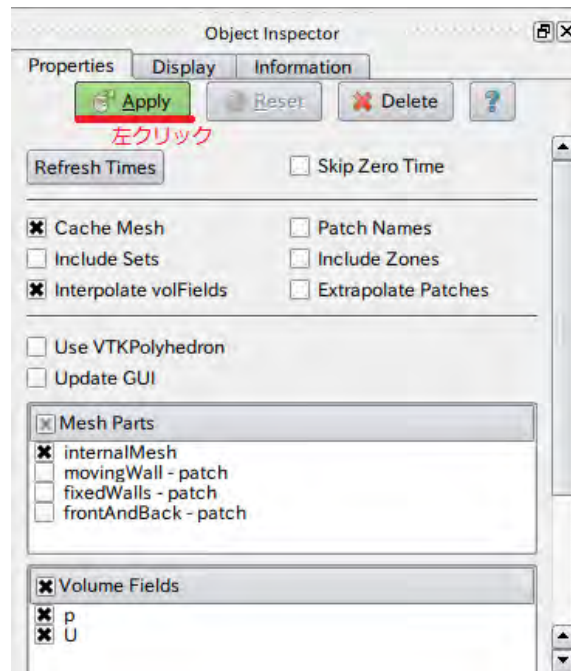 Object Inspector
Properties Display Information
Apply Reset Delete ?
左クリック
Refresh Times Skip Zero Time
Cache Mesh Patch Names
Include Sets Include Zones
Interpolate volFields Extrapolate Patches
Use VTKPolyhedron
Update GUI
Mesh Parts
internalMesh
movingWall - patch
fixedWalls - patch
frontAndBack - patch
Volume Fields
p
U